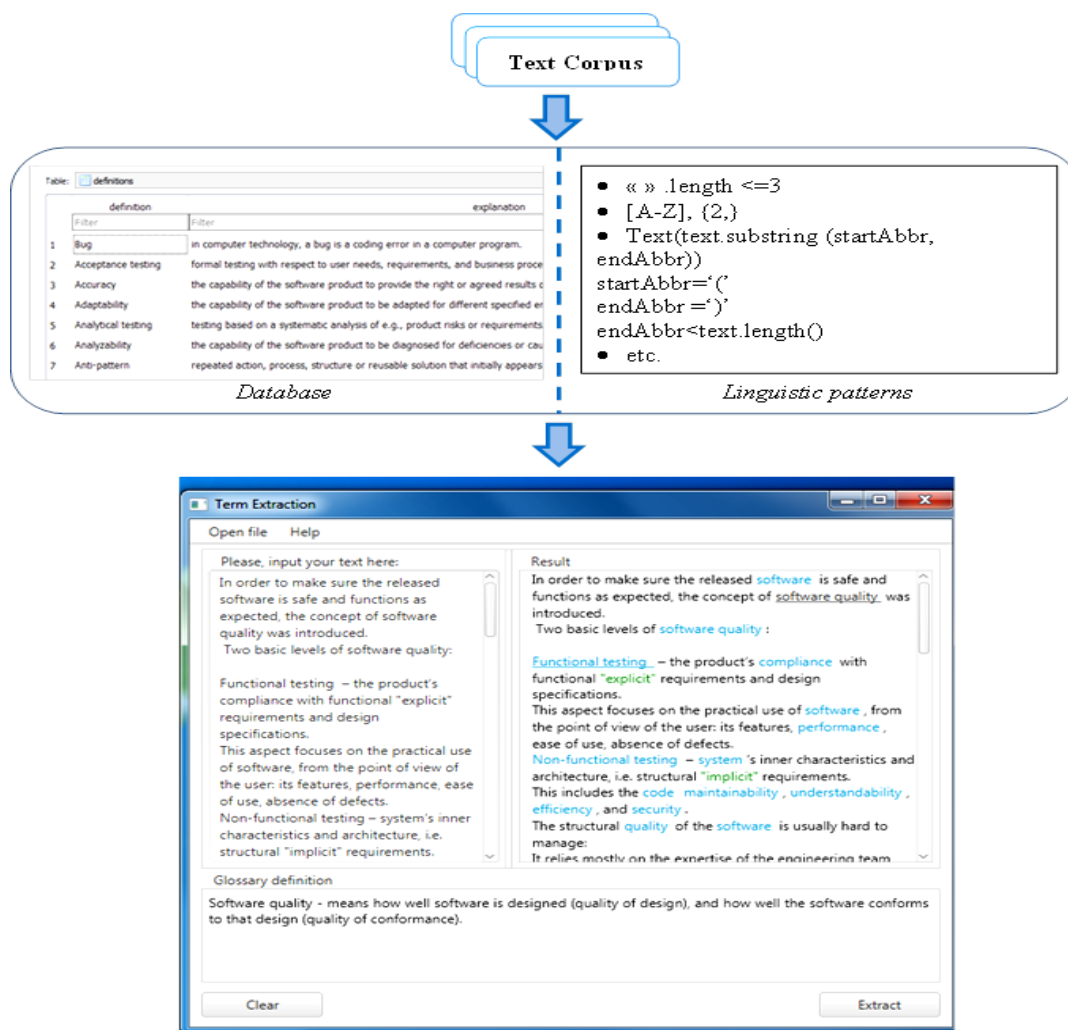 Text Corpus
Table: definitions
definition explanation
Filter Filter
1 Bug in computer technology, a bug is a coding error in a computer program.
2 Acceptance testing formal testing with respect to user needs, requirements, and business proce
3 Accuracy the capability of the software product to provide the right or agreed results
4 Adaptability the capability of the software product to be adapted for different specified en
5 Analytical testing testing based on a systematic analysis of e.g., product risks or requirements
6 Analyzability the capability of the software product to be diagnosed for deficiencies or cau
7 Anti-pattern repeated action, process, structure or reusable solution that initially appears
Database
• « » .length <=3
• [A-Z], {2,}
• Text(text.substring (startAbbr,
endAbbr))
startAbbr=‘(’
endAbbr =‘)’
endAbbr<text.length()
• etc.
Linguistic patterns
Term Extraction
Open file Help
Please, input your text here:
In order to make sure the released
software is safe and functions as
expected, the concept of software
quality was introduced.
Two basic levels of software quality:
Functional testing – the product's
compliance with functional "explicit"
requirements and design
specifications.
This aspect focuses on the practical use
of software, from the point of view of
the user: its features, performance, ease
of use, absence of defects.
Non-functional testing – system's inner
characteristics and architecture, i.e.
structural "implicit" requirements.
Result
In order to make sure the released software is safe and
functions as expected, the concept of software quality was
introduced.
Two basic levels of software quality :
Functional testing – the product's compliance with
functional "explicit" requirements and design
specifications.
This aspect focuses on the practical use of software , from
the point of view of the user: its features, performance ,
ease of use, absence of defects.
Non-functional testing – system 's inner characteristics and
architecture, i.e. structural "implicit" requirements.
This includes the code maintainability , understandability ,
efficiency , and security .
The structural quality of the software is usually hard to
manage:
It relies mostly on the expertise of the engineering team
Glossary definition
Software quality - means how well software is designed (quality of design), and how well the software conforms
to that design (quality of conformance).
Clear Extract